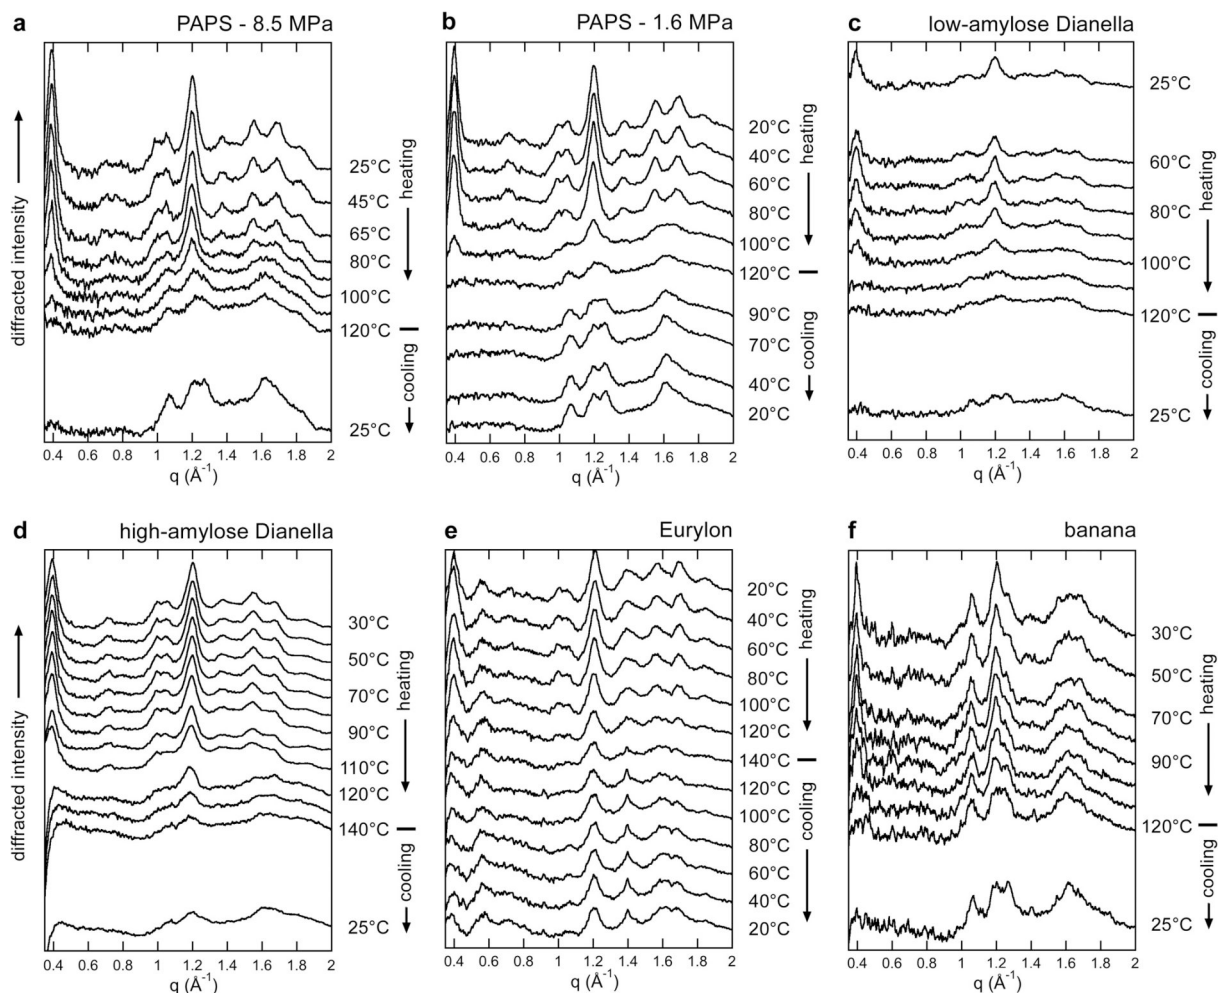 a PAPS - 8.5 MPa
diffracted intensity
25°C
45°C
65°C
80°C
100°C
120°C
25°C
heating
cooling
0.4 0.6 0.8 1 1.2 1.4 1.6 1.8 2
q (Å⁻¹)
b PAPS - 1.6 MPa
20°C
40°C
60°C
80°C
100°C
120°C
90°C
70°C
40°C
20°C
heating
cooling
0.4 0.6 0.8 1 1.2 1.4 1.6 1.8 2
q (Å⁻¹)
c low-amylose Dianella
25°C
60°C
80°C
100°C
120°C
25°C
heating
cooling
0.4 0.6 0.8 1 1.2 1.4 1.6 1.8 2
q (Å⁻¹)
d high-amylose Dianella
diffracted intensity
30°C
50°C
70°C
90°C
110°C
120°C
140°C
25°C
heating
cooling
0.4 0.6 0.8 1 1.2 1.4 1.6 1.8 2
q (Å⁻¹)
e Eurylon
20°C
40°C
60°C
80°C
100°C
120°C
140°C
120°C
100°C
80°C
60°C
40°C
20°C
heating
cooling
0.4 0.6 0.8 1 1.2 1.4 1.6 1.8 2
q (Å⁻¹)
f banana
30°C
50°C
70°C
90°C
120°C
25°C
heating
cooling
0.4 0.6 0.8 1 1.2 1.4 1.6 1.8 2
q (Å⁻¹)